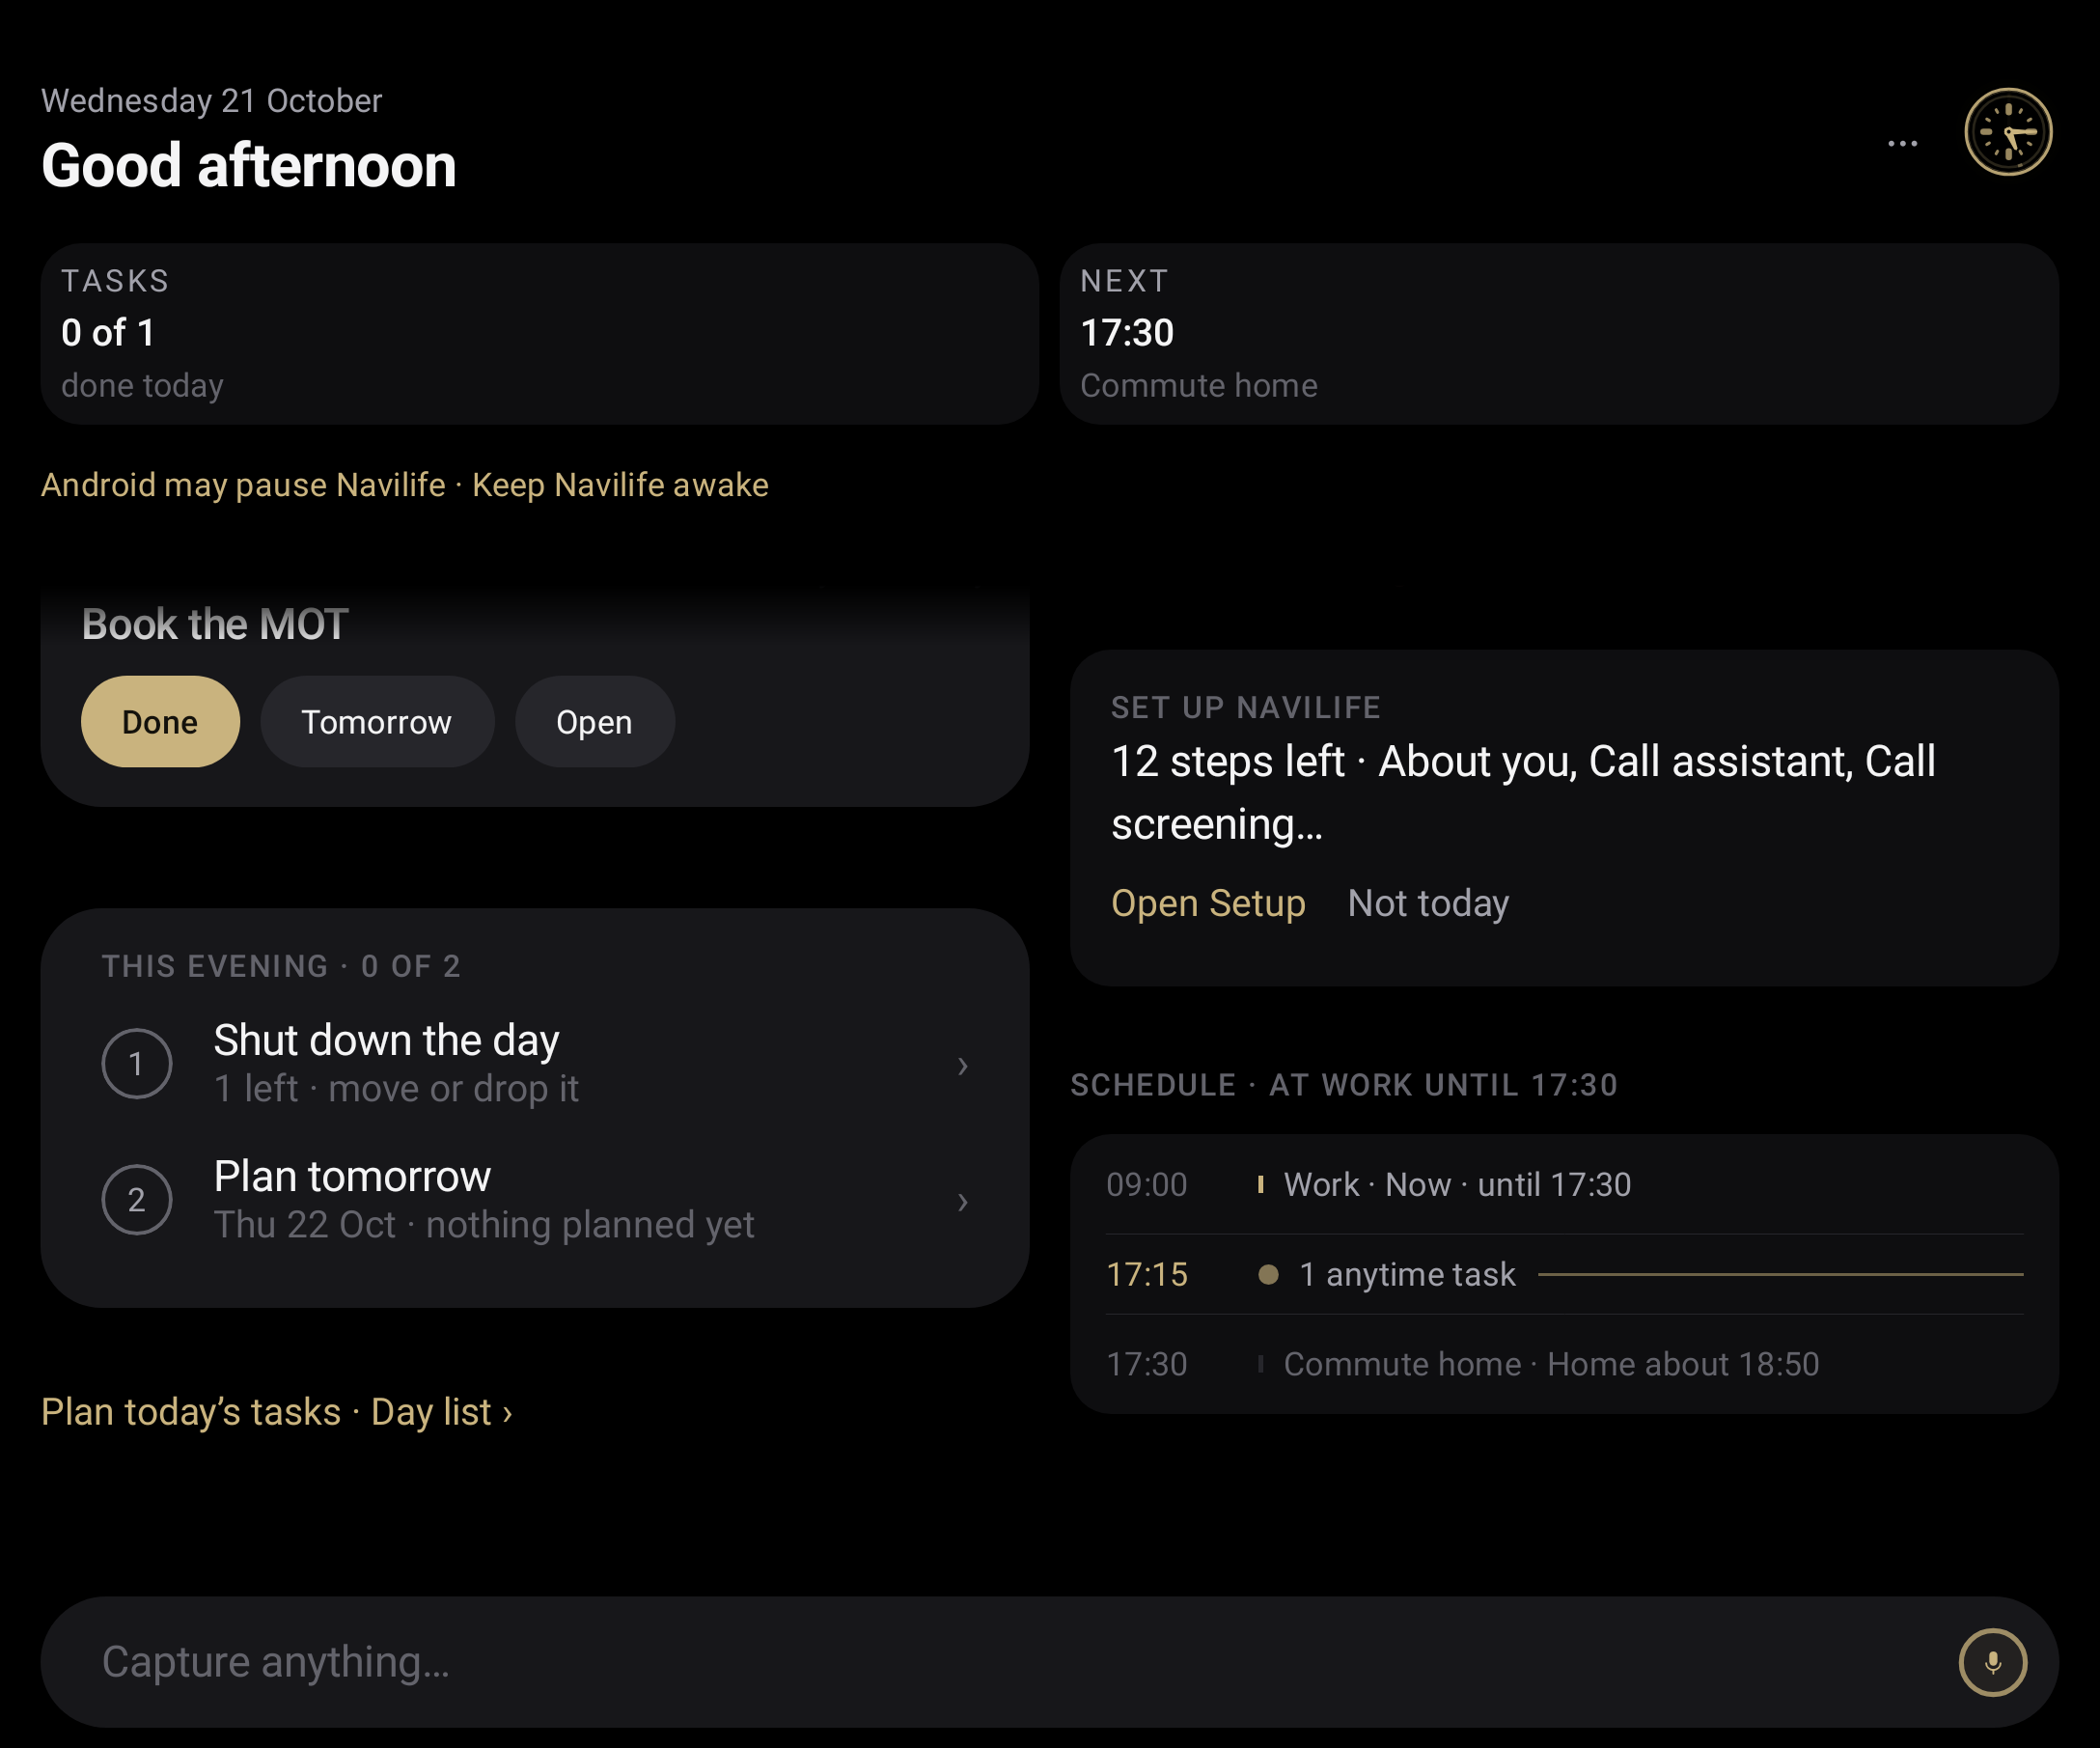 Wednesday 21 October
Good afternoon
TASKS
0 of 1
done today
NEXT
17:30
Commute home
Android may pause Navilife · Keep Navilife awake
Book the MOT
Done
Tomorrow
Open
THIS EVENING · 0 OF 2
1
Shut down the day
1 left · move or drop it
›
2
Plan tomorrow
Thu 22 Oct · nothing planned yet
›
Plan today’s tasks · Day list ›
SET UP NAVILIFE
12 steps left · About you, Call assistant, Call
screening…
Open Setup
Not today
SCHEDULE · AT WORK UNTIL 17:30
09:00
Work · Now · until 17:30
17:15
1 anytime task
17:30
Commute home · Home about 18:50
Capture anything…